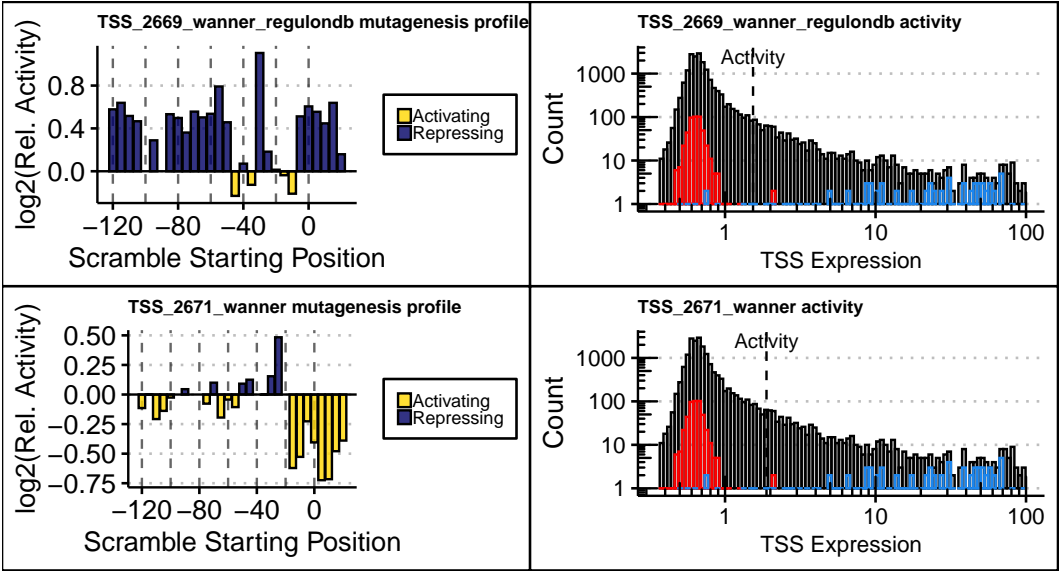 TSS_2669_wanner_regulondb mutagenesis profile
log2(Rel. Activity)
0.8
0.4
0.0
−120 −80 −40 0
Scramble Starting Position
Activating
Repressing
TSS_2669_wanner_regulondb activity
Activity
Count
1000
100
10
1
1 10 100
TSS Expression
TSS_2671_wanner mutagenesis profile
log2(Rel. Activity)
0.50
0.25
0.00
−0.25
−0.50
−0.75
−120 −80 −40 0
Scramble Starting Position
Activating
Repressing
TSS_2671_wanner activity
Activity
Count
1000
100
10
1
1 10 100
TSS Expression